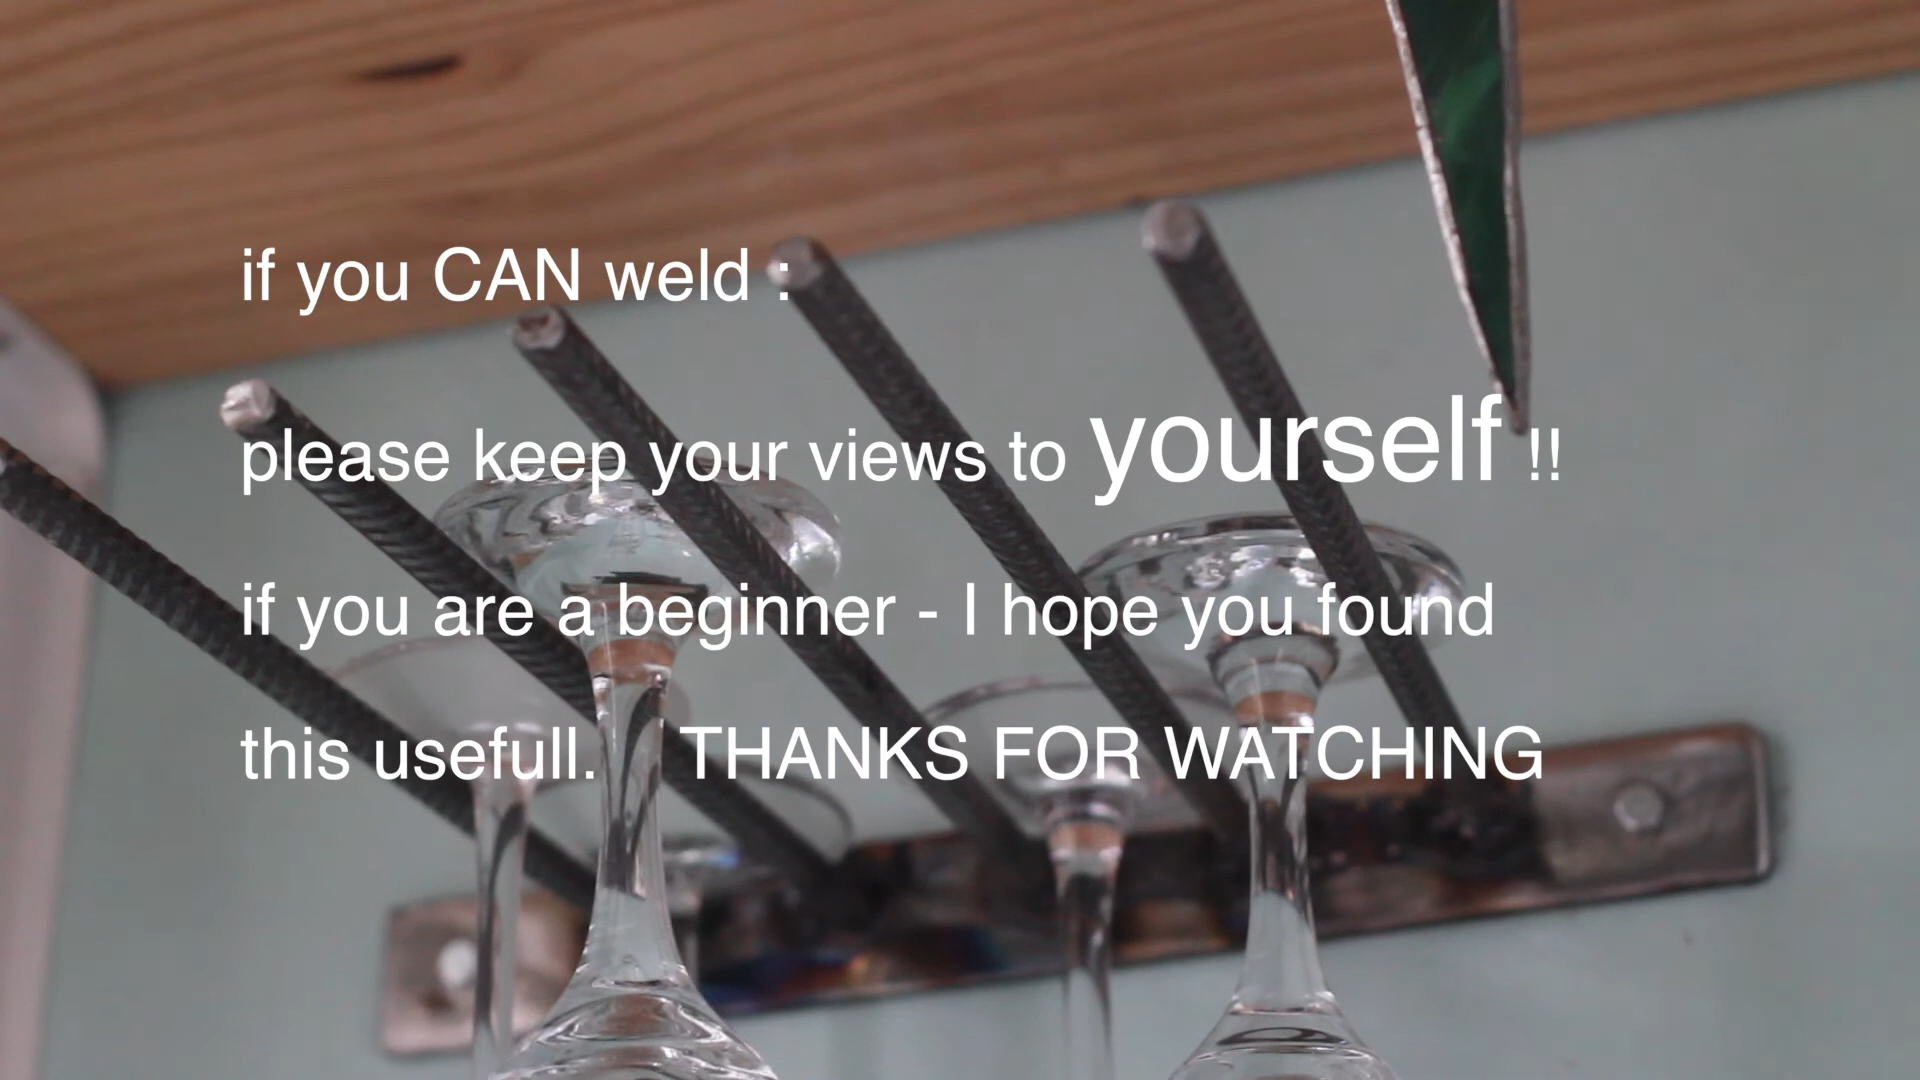 if you CAN weld :
please keep your views to yourself !!
if you are a beginner - I hope you found
this usefull. THANKS FOR WATCHING